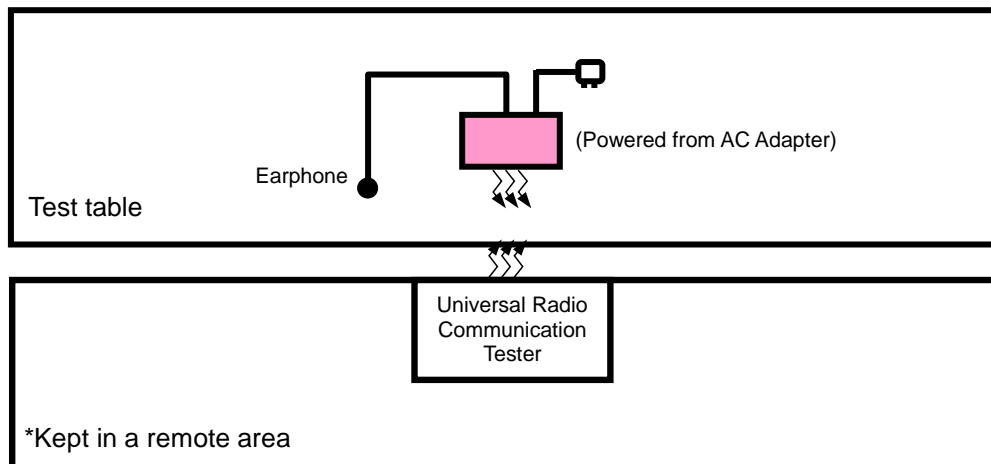 (Powered from AC Adapter)
Earphone
Test table
Universal Radio
Communication
Tester
*Kept in a remote area